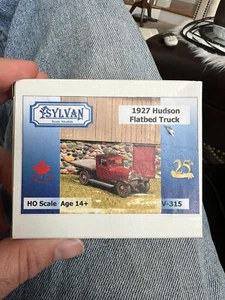 SYLVAN
Scale Models
1927 Hudson
Flatbed Truck
25
HO Scale Age 14+
V-315